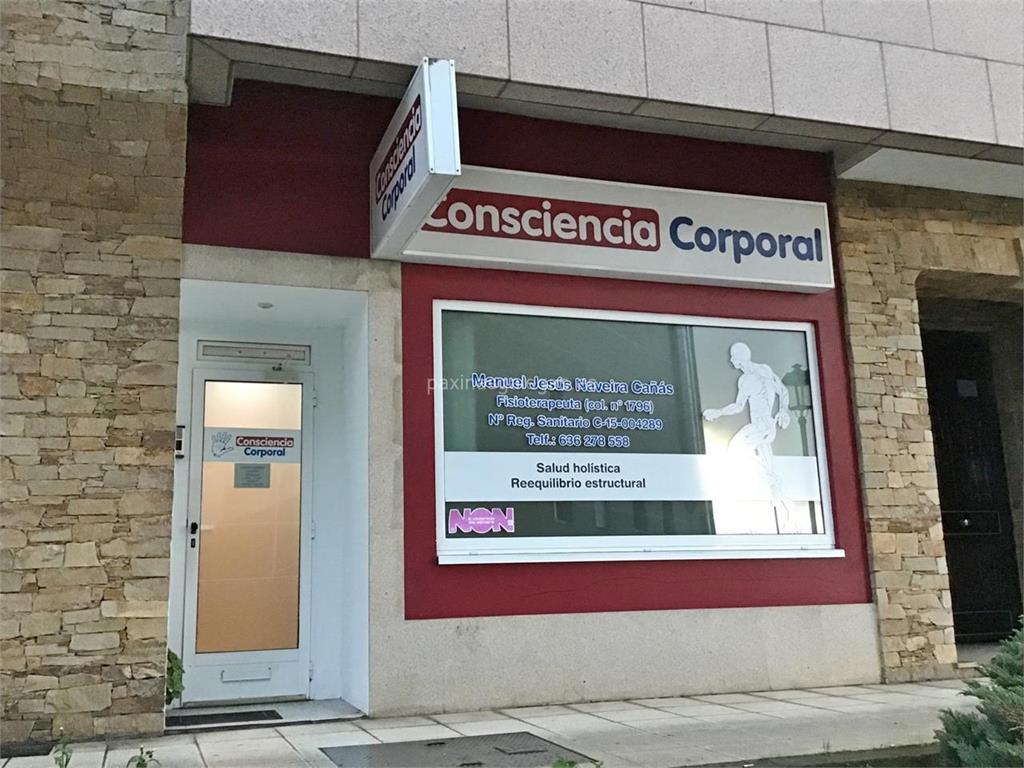 Consciencia
Corporal
Consciencia Corporal
Manuel Jesús Naveira Cañás
Fisioterapeuta (col. nº 1796)
Nº Reg. Sanitario C-15-004289
Telf.: 636 278 558
Salud holística
Reequilibrio estructural
NON
Consciencia
Corporal